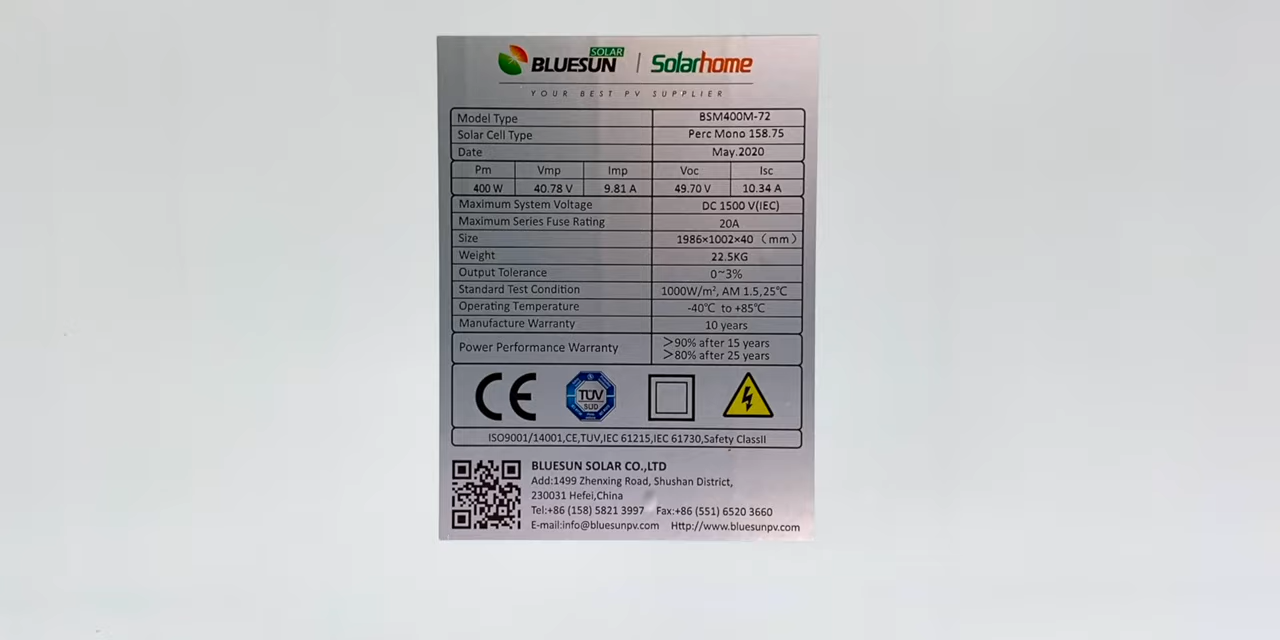 BLUESUN SOLAR | Solarhome
YOUR BEST PV SUPPLIER
Model Type BSM400M-72
Solar Cell Type Perc Mono 158.75
Date May.2020
Pm Vmp Imp Voc Isc
400 W 40.78 V 9.81 A 49.70 V 10.34 A
Maximum System Voltage DC 1500 V(IEC)
Maximum Series Fuse Rating 20A
Size 1986×1002×40（mm）
Weight 22.5KG
Output Tolerance 0~3%
Standard Test Condition 1000W/m², AM 1.5,25℃
Operating Temperature -40℃ to +85℃
Manufacture Warranty 10 years
Power Performance Warranty >90% after 15 years
>80% after 25 years
CE TÜV SÜD
ISO9001/14001,CE,TUV,IEC 61215,IEC 61730,Safety ClassII
BLUESUN SOLAR CO.,LTD
Add:1499 Zhenxing Road, Shushan District,
230031 Hefei,China
Tel:+86 (158) 5821 3997 Fax:+86 (551) 6520 3660
E-mail:info@bluesunpv.com Http://www.bluesunpv.com